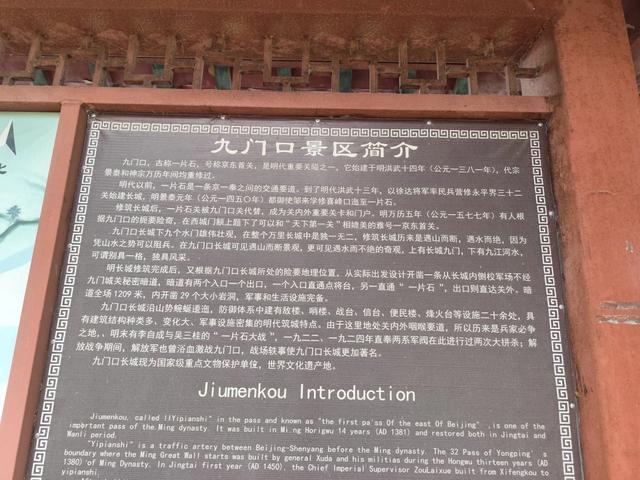 九门口景区简介
九门口，古称一片石，号称京东首关，是明代重要关隘之一，它始建于明洪武十四年（公元一三八一年），代宗
景泰和神宗万历年间均重修过。
明代以前，一片石是一条京一奉之间的交通要道。到了明代洪武十三年，以徐达将军率民兵营修永平界三十二
关始建长城，明景泰元年（公元一四五O年）都御使邹来学修喜峰口迤至一片石。
修筑长城后，一片石关被九门口关代替，成为关内外重要关卡和门户。明万历五年（公元一五七七年）有人根
据九门口的扼要险奇，在西城门额上题下了可以和“天下第一关”相媲美的雅号一京东首关。
九门口长城下九个水门雄伟壮观，在整个万里长城中是独一无二，修筑长城历来是遇山而断，遇水而绝，因为
凭山水之势可以阻兵。在九门口长城可见遇山而断景观，更可见遇水而不绝的奇观，上有长城九门，下有九江河水，
可谓别具一格，独具风采。
明长城修筑完成后，又根据九门口长城所处的险要地理位置，从实际出发设计开凿一条从长城内侧校军场不经
九门城关秘密暗道，暗道有两个入口一个出口，一个入口直通点将台，另一直通“一片石”，出口则直达关外。暗
道全场1209米，内开凿29个大小岩洞，军事和生活设施完备。
九门口长城沿山势蜿蜒逶迤，防御体系中建有敌楼、哨楼、战台、信台、便民楼、烽火台等设施二十余处，具
有建筑结构种类多、变化大、军事设施密集的明代筑城特点。由于这里地处关内外咽喉要道，所以历来是兵家必争
之地，明末有李自成与吴三桂的“一片石大战”，一九二二、一九二四年直奉两系军阀在此进行过两次大拼杀；解
放战争期间，解放军也曾浴血激战九门口，战场轶事使九门口长城更加著名。
九门口长城现为国家级重点文物保护单位，世界文化遗产地。
Jiumenkou Introduction
Jiumenkou, called llYipianshi" in the pass and known as "the first pa'ss Of the east Of Beijing" ,is one of the
important pass of the Ming dynasty. It was built in Mi.ng Horigwu 14 years (AD 1381) and restored both in Jingtai and
Wanli period.
"Yipianshi" is a traffic artery between Beijing-Shenyang before the Ming dynasty. The 32 Pass of Yongping' s
boundary where the Ming Great Wall starts was built by general Xuda and his militias during the Hongwu thirteen years (AD
1380) of Ming Dynasty. In Jingtai first year (AD 1450), the Chief Imperial Supervisor ZouLaixue built from Xifengkou to
yipianshi.